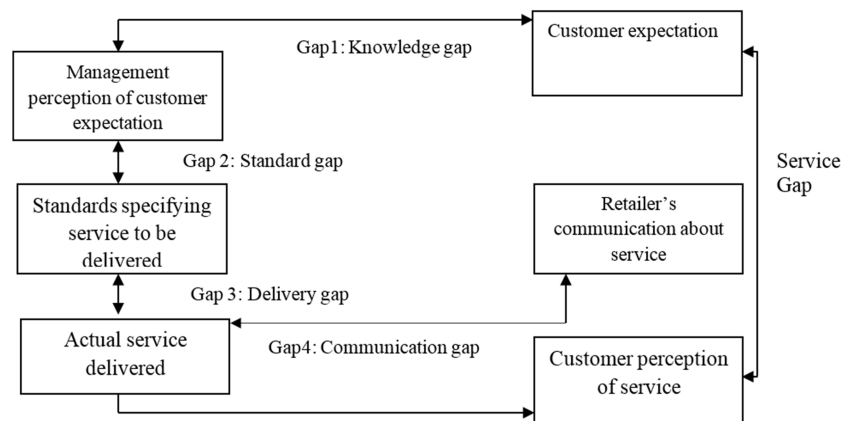 Customer expectation
Gap1: Knowledge gap
Management
perception of customer
expectation
Gap 2: Standard gap
Service
Gap
Standards specifying
service to be
delivered
Retailer's
communication about
service
Gap 3: Delivery gap
Actual service
delivered
Gap4: Communication gap
Customer perception
of service